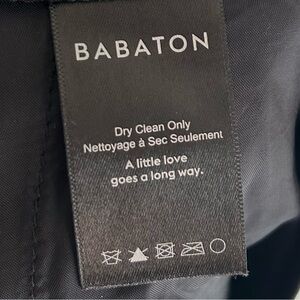 BABATON
Dry Clean Only
Nettoyage à Sec Seulement
A little love
goes a long way.